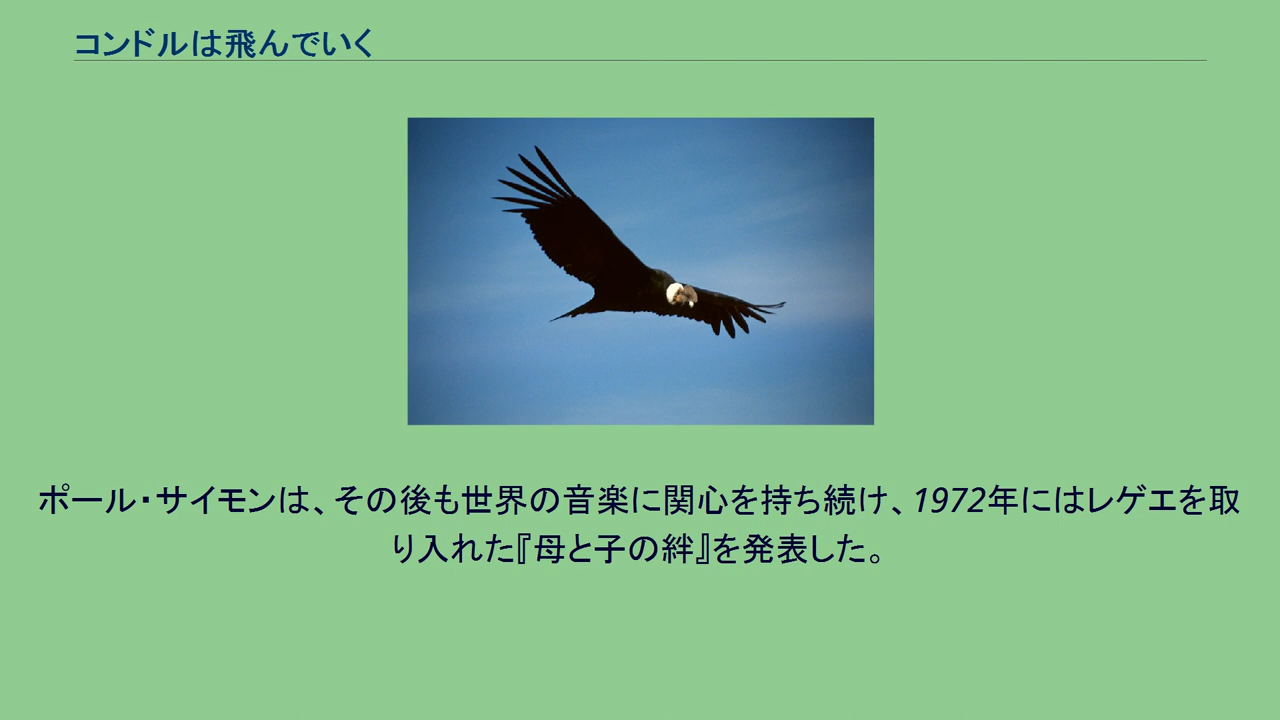 コンドルは飛んでいく
ポール・サイモンは、その後も世界の音楽に関心を持ち続け、1972年にはレゲエを取
り入れた『母と子の絆』を発表した。